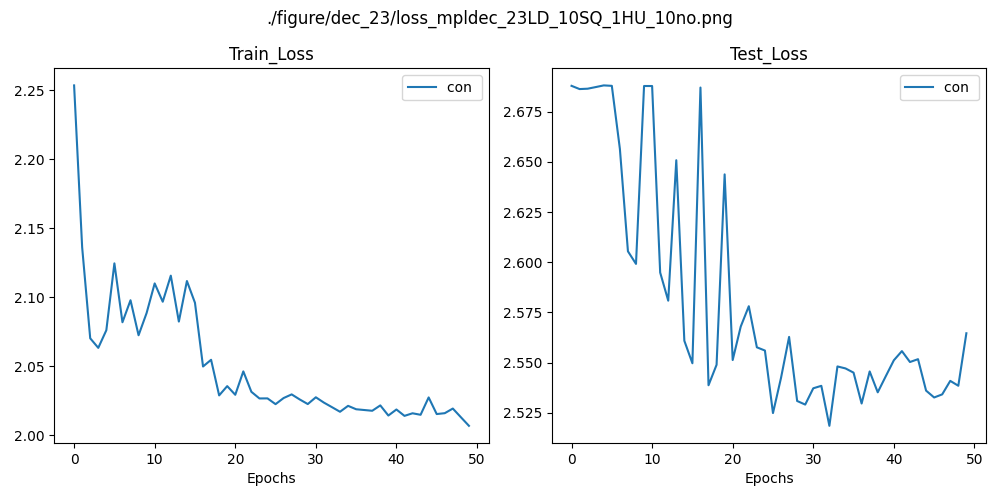 ./figure/dec_23/loss_mpldec_23LD_10SQ_1HU_10no.png
Train_Loss
con
2.25
2.20
2.15
2.10
2.05
2.00
0 10 20 30 40 50
Epochs
Test_Loss
con
2.675
2.650
2.625
2.600
2.575
2.550
2.525
0 10 20 30 40 50
Epochs